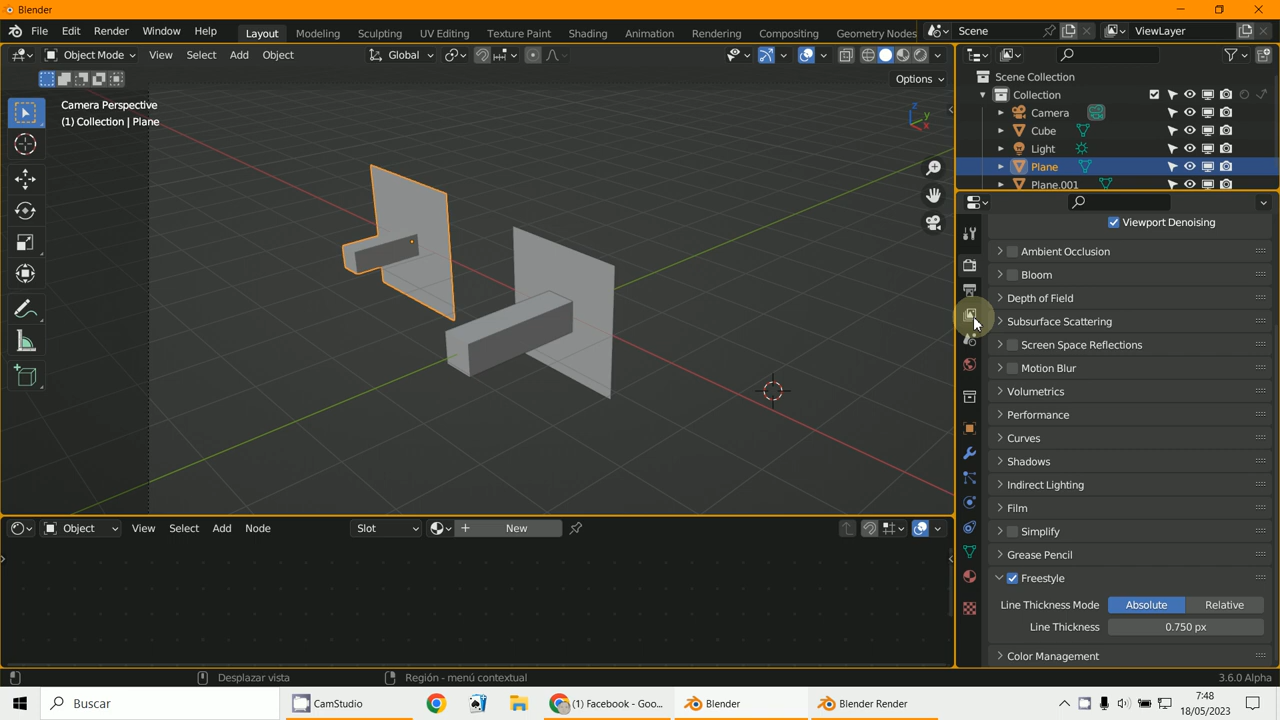 Blender
File Edit Render Window Help
Layout Modeling Sculpting UV Editing Texture Paint Shading Animation Rendering Compositing Geometry Nodes
Scene ViewLayer
Object Mode View Select Add Object Global
Options
Camera Perspective
(1) Collection | Plane
Z
Y
X
Scene Collection
Collection
Camera
Cube
Light
Plane
Plane.001
Viewport Denoising
Ambient Occlusion
Bloom
Depth of Field
Subsurface Scattering
Screen Space Reflections
Motion Blur
Volumetrics
Performance
Curves
Shadows
Indirect Lighting
Film
Simplify
Grease Pencil
Freestyle
Line Thickness Mode Absolute Relative
Line Thickness 0.750 px
Color Management
Object View Select Add Node Slot New
Desplazar vista Región - menú contextual 3.6.0 Alpha
Buscar CamStudio (1) Facebook - Goo... Blender Blender Render
7:48
18/05/2023